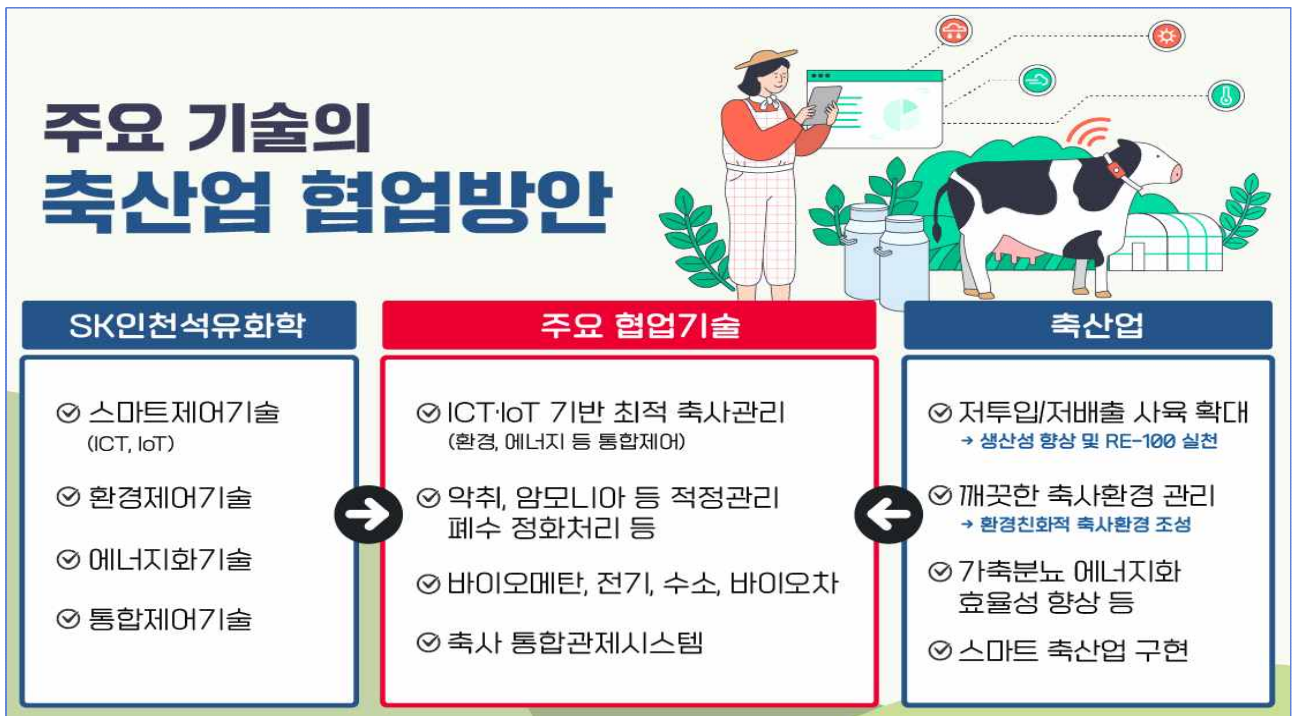 주요 기술의
축산업 협업방안
SK인천석유화학
스마트제어기술
(ICT, IoT)
환경제어기술
에너지화기술
통합제어기술
주요 협업기술
ICT·IoT 기반 최적 축사관리
(환경, 에너지 등 통합제어)
악취, 암모니아 등 적정관리
폐수 정화처리 등
바이오메탄, 전기, 수소, 바이오차
축사 통합관제시스템
축산업
저투입/저배출 사육 확대
→ 생산성 향상 및 RE-100 실천
깨끗한 축사환경 관리
→ 환경친화적 축사환경 조성
가축분뇨 에너지화
효율성 향상 등
스마트 축산업 구현